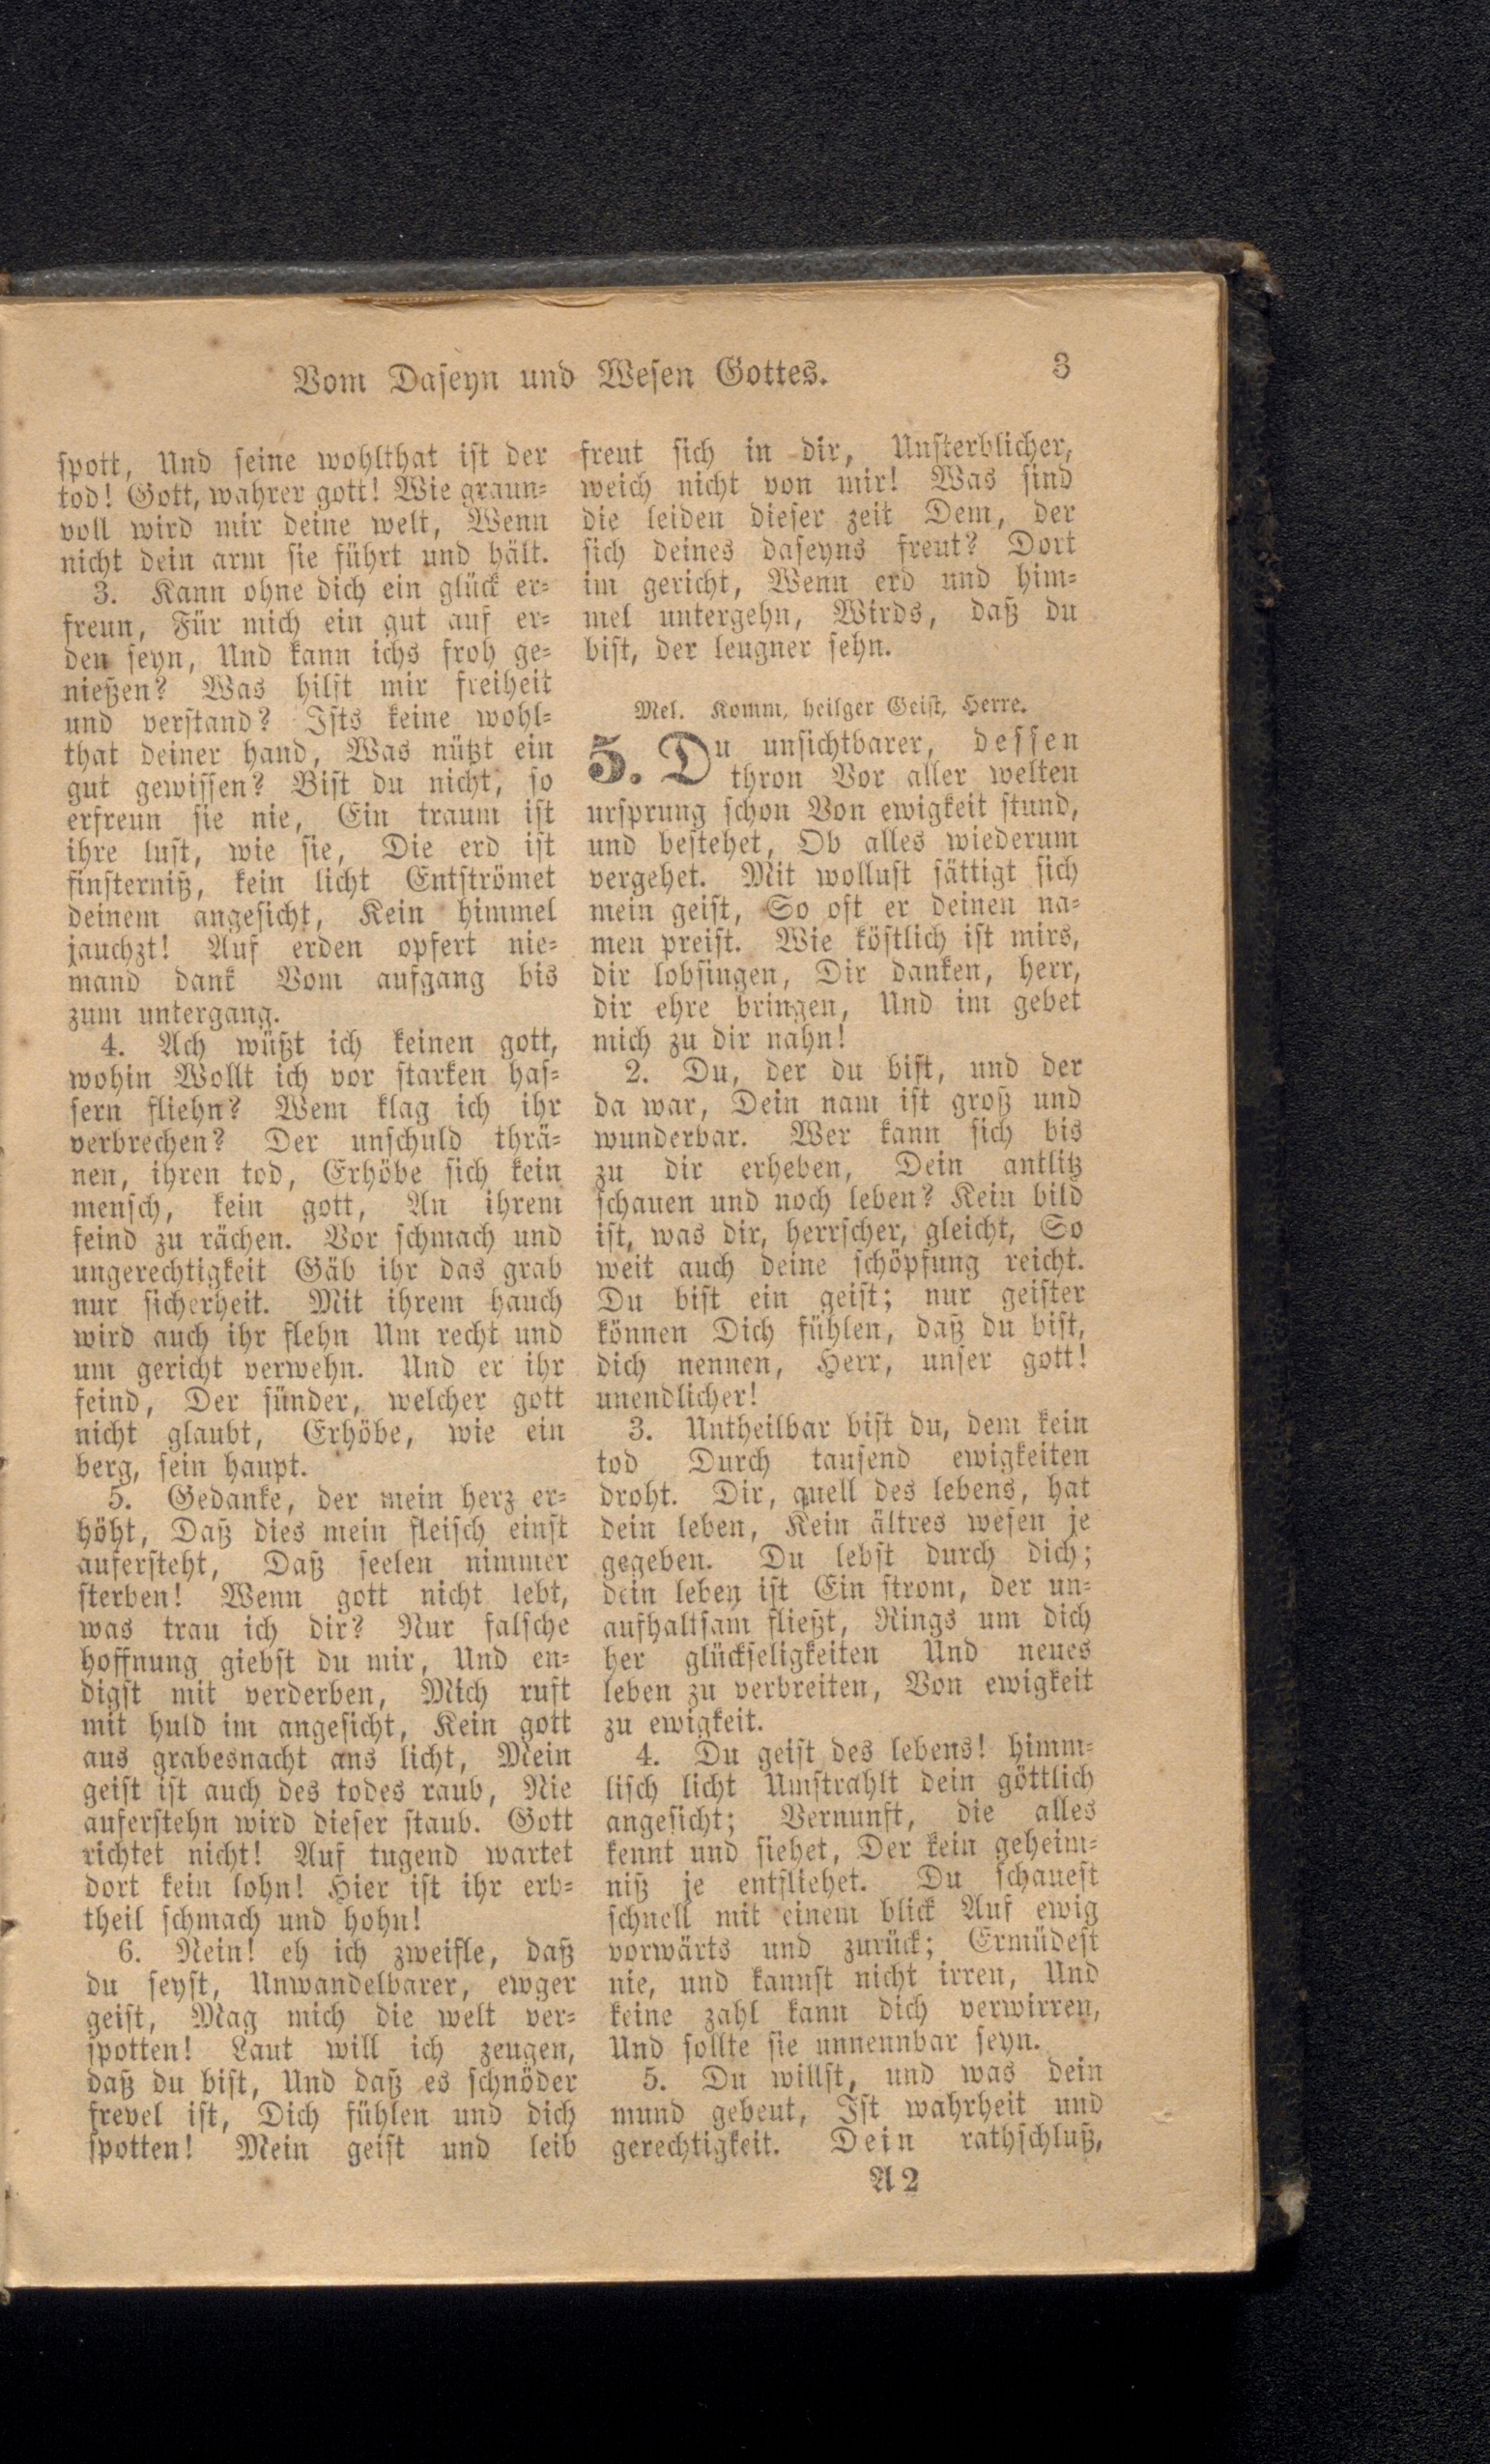 Vom Daseyn und Wesen Gottes. 3
spott, Und seine wohlthat ist der
tod! Gott, wahrer gott! Wie graun-
voll wird mir deine welt, Wenn
nicht dein arm sie führt und hält.
3. Kann ohne dich ein glück er-
freun, Für mich ein gut auf er-
den seyn, Und kann ichs froh ge-
nießen? Was hilft mir freiheit
und verstand? Ists keine wohl-
that deiner hand, Was nützt ein
gut gewissen? Bist du nicht, so
erfreun sie nie, Ein traum ist
ihre lust, wie sie, Die erd ist
finsterniß, kein licht Entströmet
deinem angesicht, Kein himmel
jauchzt! Auf erden opfert nie-
mand dank Vom aufgang bis
zum untergang.
4. Ach wüßt ich keinen gott,
wohin Wollt ich vor starken has-
sern fliehn? Wem klag ich ihr
verbrechen? Der unschuld thrä-
nen, ihren tod, Erhöbe sich kein
mensch, kein gott, An ihrem
feind zu rächen. Vor schmach und
ungerechtigkeit Gäb ihr das grab
nur sicherheit. Mit ihrem hauch
wird auch ihr flehn Um recht und
um gericht verwehn. Und er ihr
feind, Der sünder, welcher gott
nicht glaubt, Erhöbe, wie ein
berg, sein haupt.
5. Gedanke, der mein herz er-
höht, Daß dies mein fleisch einst
aufersteht, Daß seelen nimmer
sterben! Wenn gott nicht lebt,
was trau ich dir? Nur falsche
hoffnung giebst du mir, Und en-
digst mit verderben, Mich ruft
mit huld im angesicht, Kein gott
aus grabesnacht ans licht, Mein
geist ist auch des todes raub, Nie
auferstehn wird dieser staub. Gott
richtet nicht! Auf tugend wartet
dort kein lohn! Hier ist ihr erb-
theil schmach und hohn!
6. Nein! eh ich zweifle, daß
du seyst, Unwandelbarer, ewger
geist, Mag mich die welt ver-
spotten! Laut will ich zeugen,
daß du bist, Und daß es schnöder
frevel ist, Dich fühlen und dich
spotten! Mein geist und leib
freut sich in dir, Unsterblicher,
weich nicht von mir! Was sind
die leiden dieser zeit Dem, der
sich deines daseyns freut? Dort
im gericht, Wenn erd und him-
mel untergehn, Wirds, daß du
bist, der leugner sehn.
Mel. Komm, heilger Geist, Herre.
5. Du unsichtbarer, dessen
thron Vor aller welten
ursprung schon Von ewigkeit stund,
und bestehet, Ob alles wiederum
vergehet. Mit wollust sättigt sich
mein geist, So oft er deinen na-
men preist. Wie köstlich ist mirs,
dir lobsingen, Dir danken, herr,
dir ehre bringen, Und im gebet
mich zu dir nahn!
2. Du, der du bist, und der
da war, Dein nam ist groß und
wunderbar. Wer kann sich bis
zu dir erheben, Dein antlitz
schauen und noch leben? Kein bild
ist, was dir, herrscher, gleicht, So
weit auch deine schöpfung reicht.
Du bist ein geist; nur geister
können Dich fühlen, daß du bist,
dich nennen, Herr, unser gott!
unendlicher!
3. Untheilbar bist du, dem kein
tod Durch tausend ewigkeiten
droht. Dir, quell des lebens, hat
dein leben, Kein ältres wesen je
gegeben. Du lebst durch dich;
dein leben ist Ein strom, der un-
aufhaltsam fließt, Rings um dich
her glückseligkeiten Und neues
leben zu verbreiten, Von ewigkeit
zu ewigkeit.
4. Du geist des lebens! himm-
lisch licht Umstrahlt dein göttlich
angesicht; Vernunft, die alles
kennt und siehet, Der kein geheim-
niß je entfliehet. Du schauest
schnell mit einem blick Auf ewig
vorwärts und zurück; Ermüdest
nie, und kannst nicht irren, Und
keine zahl kann dich verwirren,
Und sollte sie unnennbar seyn.
5. Du willst, und was dein
mund gebeut, Ist wahrheit und
gerechtigkeit. Dein rathschluß,
A 2